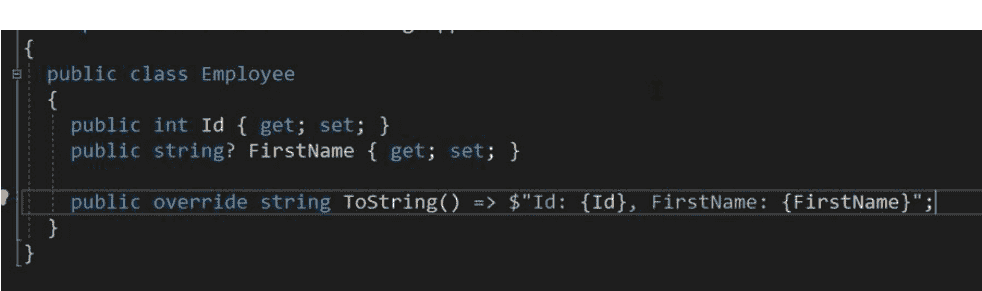 {
public class Employee
{
public int Id { get; set; }
public string? FirstName { get; set; }
public override string ToString() => $"Id: {Id}, FirstName: {FirstName}";
}
}